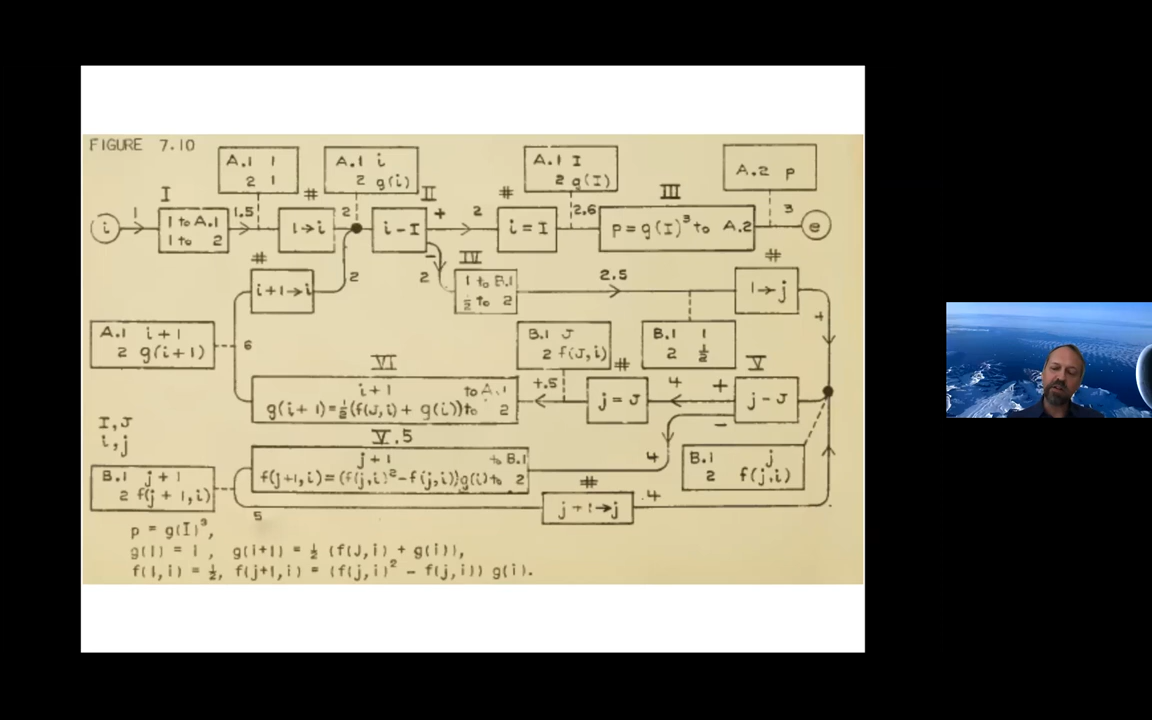 FIGURE 7.10
A.1 1
2 1
A.1 i
2 g(i)
A.1 I
2 g(I)
A.2 p
I
#
II
#
III
i
1
1 to A.1
1 to 2
1.5
1→i
2
i-I
+
2
i=I
2.6
p=g(I)³ to A.2
3
e
#
i+1→i
2
-
2
IV
1 to B.1
½ to 2
2.5
#
1→j
A.1 i+1
2 g(i+1)
6
B.1 J
2 f(J,i)
B.1 1
2 ½
VI
#
V
i+1 to A.1
g(i+1)=½(f(J,i)+ g(i))to 2
j=J
4
+
j-J
-
I,J
i,j
V.5
B.1 j+1
2 f(j+1,i)
j+1 to B.1
f(j+1,i)=(f(j,i)²-f(j,i))g(i)to 2
4
B.1 j
2 f(j,i)
5
#
j+1→j
4
p = g(I)³,
g(1) = 1, g(i+1) = ½ (f(J,i) + g(i)),
f(1,i) = ½, f(j+1,i) = (f(j,i)² - f(j,i)) g(i).